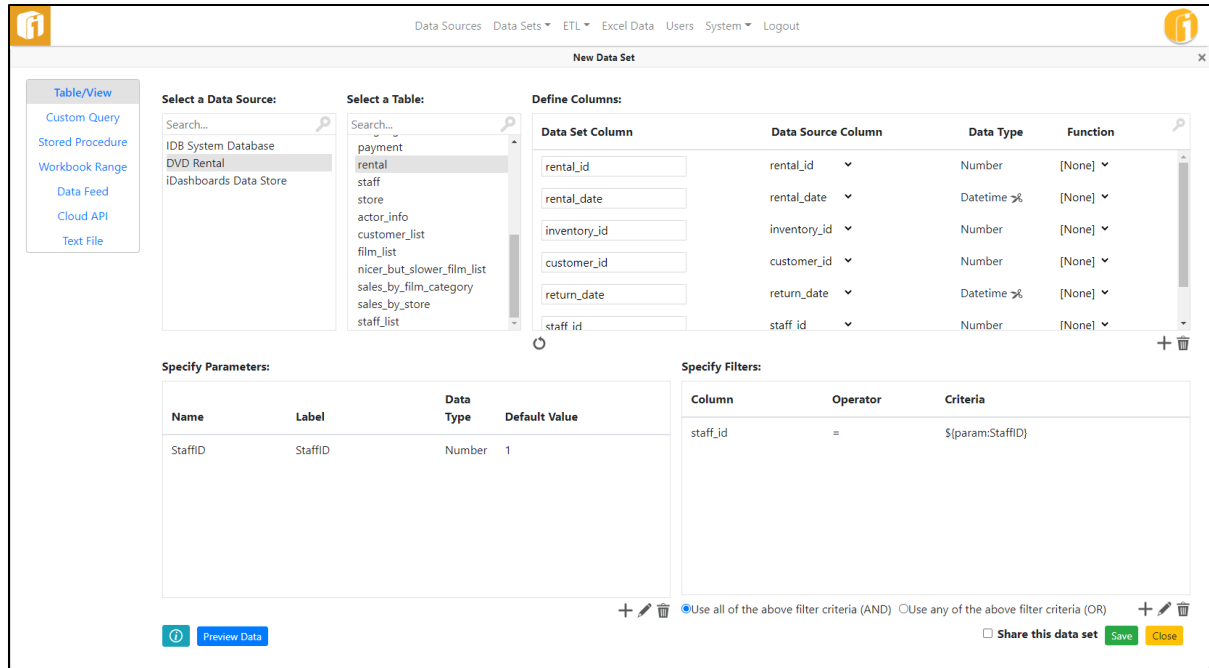 Data Sources Data Sets ETL Excel Data Users System Logout
New Data Set
Table/View
Custom Query
Stored Procedure
Workbook Range
Data Feed
Cloud API
Text File
Select a Data Source:
Search...
IDB System Database
DVD Rental
iDashboards Data Store
Select a Table:
Search...
payment
rental
staff
store
actor_info
customer_list
film_list
nicer_but_slower_film_list
sales_by_film_category
sales_by_store
staff_list
Define Columns:
Data Set Column Data Source Column Data Type Function
rental_id rental_id Number [None]
rental_date rental_date Datetime [None]
inventory_id inventory_id Number [None]
customer_id customer_id Number [None]
return_date return_date Datetime [None]
staff_id staff_id Number [None]
Specify Parameters:
Name Label Data Type Default Value
StaffID StaffID Number 1
Specify Filters:
Column Operator Criteria
staff_id = ${param:StaffID}
Use all of the above filter criteria (AND) Use any of the above filter criteria (OR)
Preview Data
Share this data set Save Close